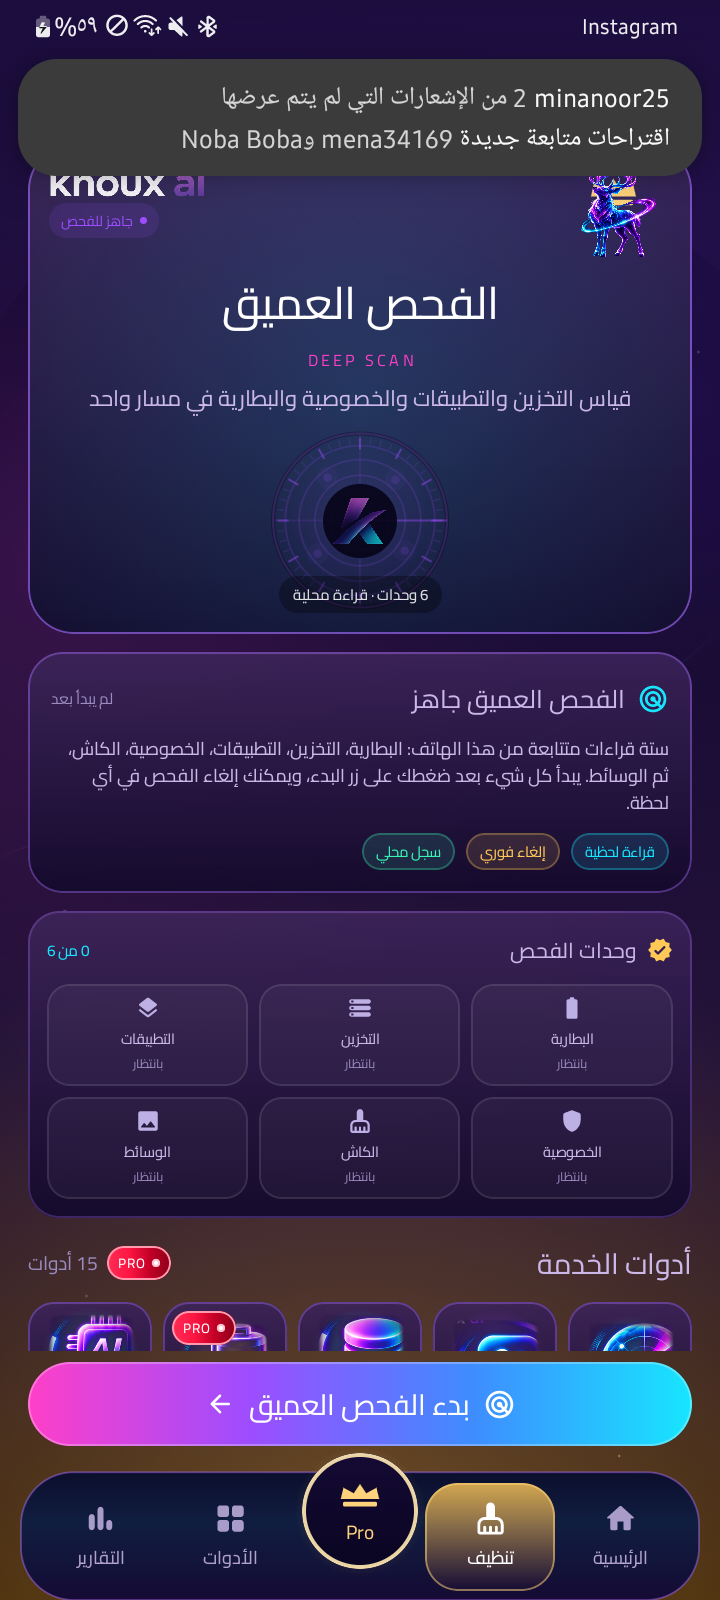 Instagram
%٥٩
minanoor25 2 من الإشعارات التي لم يتم عرضها
اقتراحات متابعة جديدة mena34169 وNoba Boba
knoux ai
جاهز للفحص
الفحص العميق
DEEP SCAN
قياس التخزين والتطبيقات والخصوصية والبطارية في مسار واحد
6 وحدات · قراءة محلية
الفحص العميق جاهز
لم يبدأ بعد
ستة قراءات متتابعة من هذا الهاتف: البطارية، التخزين، التطبيقات، الخصوصية، الكاش،
ثم الوسائط. يبدأ كل شيء بعد ضغطك على زر البدء، ويمكنك إلغاء الفحص في أي
لحظة.
قراءة لحظية
إلغاء فوري
سجل محلي
وحدات الفحص
0 من 6
البطارية
بانتظار
التخزين
بانتظار
التطبيقات
بانتظار
الخصوصية
بانتظار
الكاش
بانتظار
الوسائط
بانتظار
أدوات الخدمة
PRO
15 أدوات
PRO
AI
بدء الفحص العميق
الرئيسية
تنظيف
Pro
الأدوات
التقارير